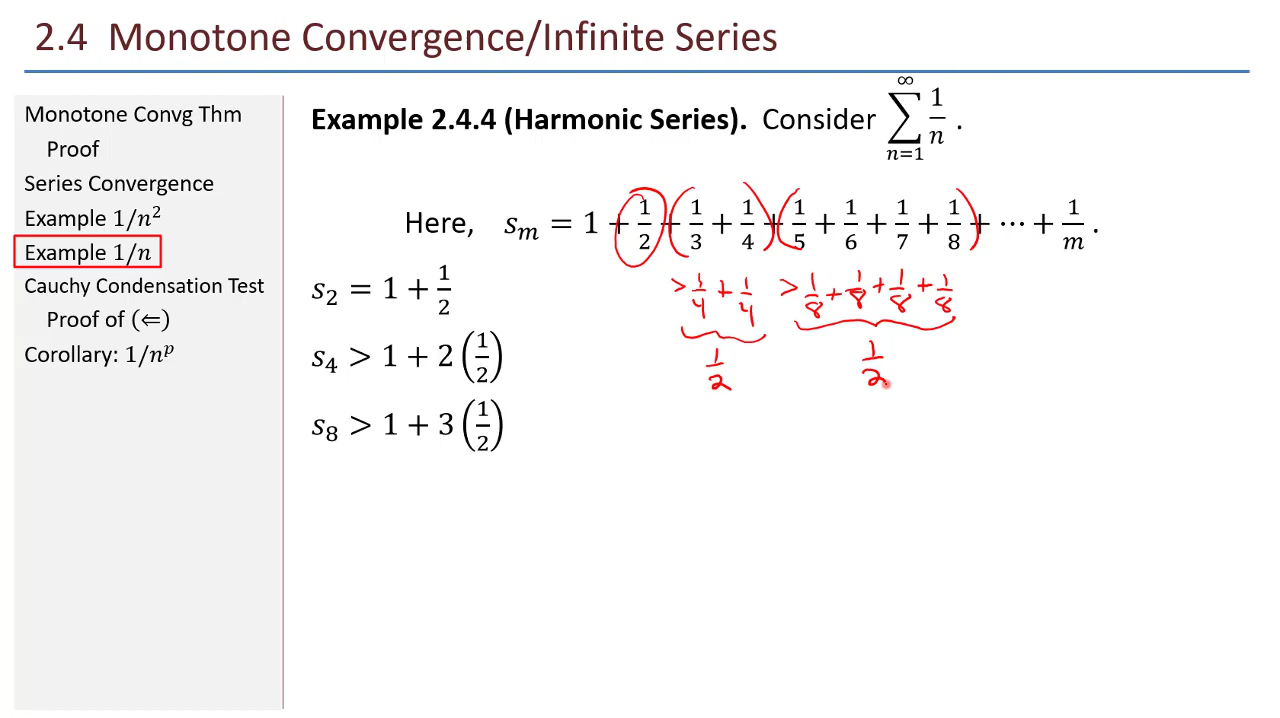 2.4 Monotone Convergence/Infinite Series
Monotone Convg Thm
Proof
Series Convergence
Example 1/n²
Example 1/n
Cauchy Condensation Test
Proof of (⇐)
Corollary: 1/nᵖ
Example 2.4.4 (Harmonic Series). Consider ∑_{n=1}^{∞} 1/n .
Here, sₘ = 1 + 1/2 + (1/3 + 1/4) + (1/5 + 1/6 + 1/7 + 1/8) + ⋯ + 1/m .
> 1/4 + 1/4 > 1/8 + 1/8 + 1/8 + 1/8
1/2 1/2
s₂ = 1 + 1/2
s₄ > 1 + 2(1/2)
s₈ > 1 + 3(1/2)